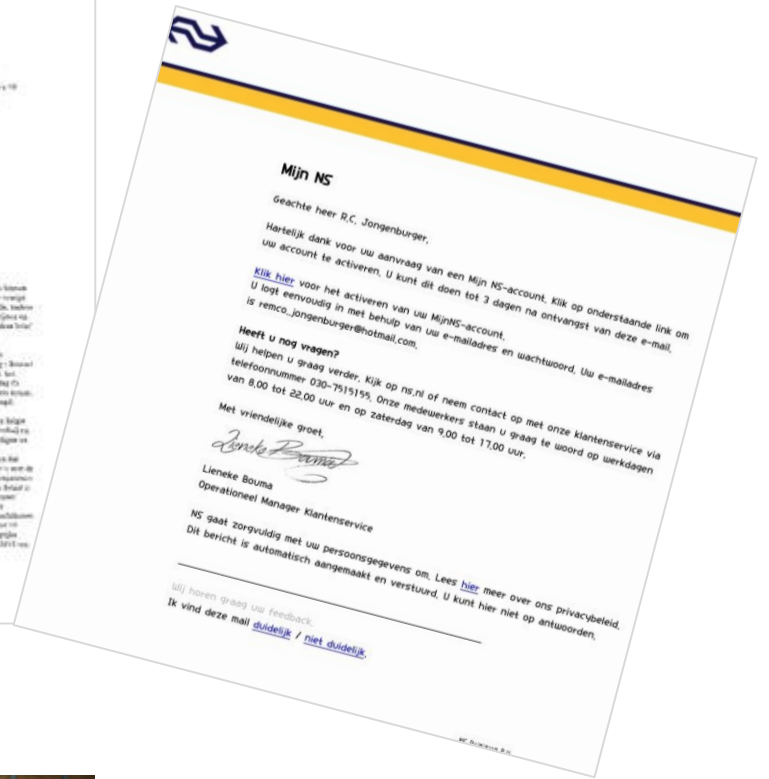 Mijn NS
Geachte heer R.C. Jongenburger,
Hartelijk dank voor uw aanvraag van een Mijn NS-account. Klik op onderstaande link om
uw account te activeren. U kunt dit doen tot 3 dagen na ontvangst van deze e-mail.
Klik hier voor het activeren van uw MijnNS-account.
U logt eenvoudig in met behulp van uw e-mailadres en wachtwoord. Uw e-mailadres
is remco_jongenburger@hotmail.com.
Heeft u nog vragen?
Wij helpen u graag verder. Kijk op ns.nl of neem contact op met onze klantenservice via
telefoonnummer 030-7515155. Onze medewerkers staan u graag te woord op werkdagen
van 8.00 tot 22.00 uur en op zaterdag van 9.00 tot 17.00 uur.
Met vriendelijke groet,
Lieneke Bouma
Lieneke Bouma
Operationeel Manager Klantenservice
NS gaat zorgvuldig met uw persoonsgegevens om. Lees hier meer over ons privacybeleid.
Dit bericht is automatisch aangemaakt en verstuurd. U kunt hier niet op antwoorden.
Wij horen graag uw feedback.
Ik vind deze mail duidelijk / niet duidelijk.